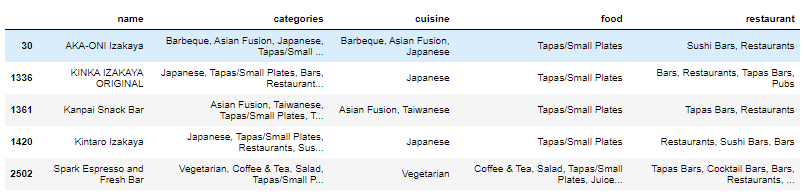 name categories cuisine food restaurant
30 AKA-ONI Izakaya Barbeque, Asian Fusion, Japanese, Tapas/Small ... Barbeque, Asian Fusion, Japanese Tapas/Small Plates Sushi Bars, Restaurants
1336 KINKA IZAKAYA ORIGINAL Japanese, Tapas/Small Plates, Bars, Restaurant... Japanese Tapas/Small Plates Bars, Restaurants, Tapas Bars, Pubs
1361 Kanpai Snack Bar Asian Fusion, Taiwanese, Tapas/Small Plates, T... Asian Fusion, Taiwanese Tapas/Small Plates Tapas Bars, Restaurants
1420 Kintaro Izakaya Japanese, Tapas/Small Plates, Restaurants, Sus... Japanese Tapas/Small Plates Restaurants, Sushi Bars, Bars
2502 Spark Espresso and Fresh Bar Vegetarian, Coffee & Tea, Salad, Tapas/Small P... Vegetarian Coffee & Tea, Salad, Tapas/Small Plates, Juice... Tapas Bars, Cocktail Bars, Bars, Restaurants, ...